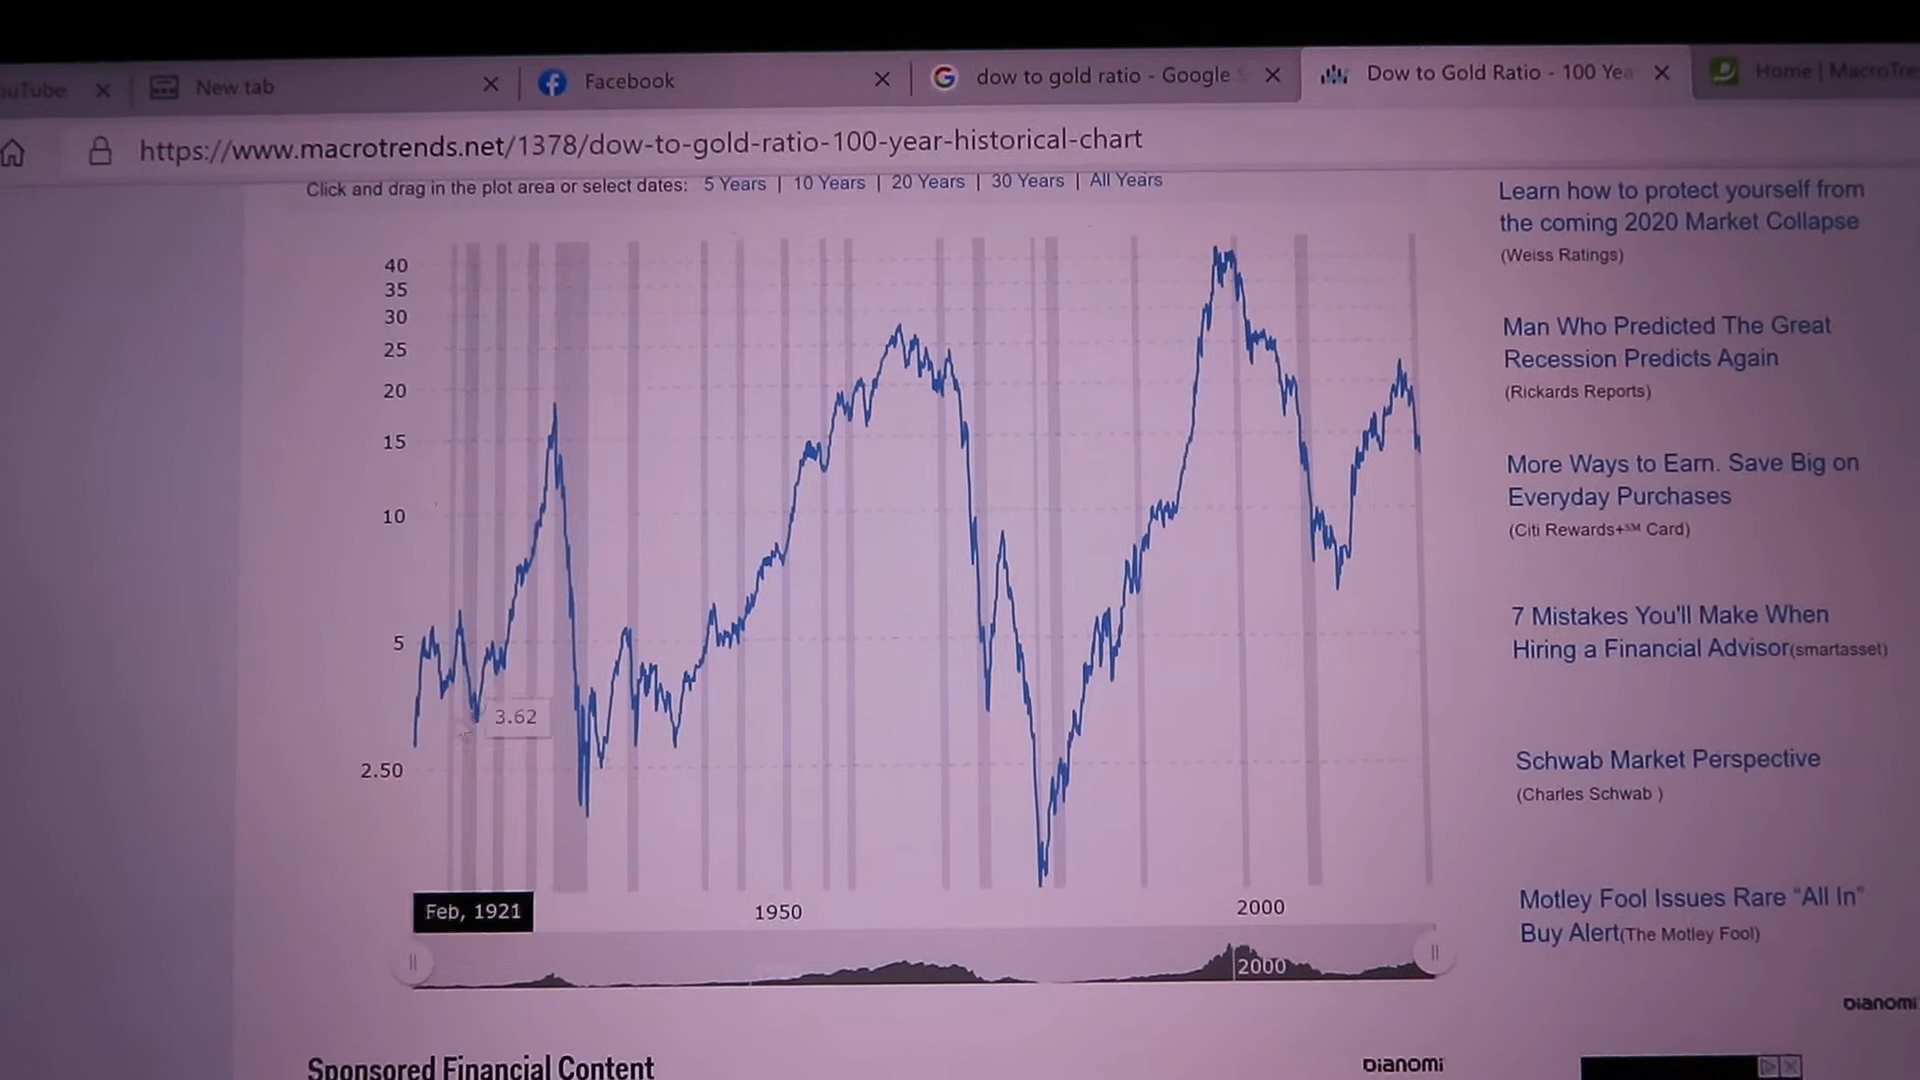 uTube
New tab
Facebook
dow to gold ratio - Google
Dow to Gold Ratio - 100 Yea
Home | MacroTre
https://www.macrotrends.net/1378/dow-to-gold-ratio-100-year-historical-chart
Click and drag in the plot area or select dates: 5 Years | 10 Years | 20 Years | 30 Years | All Years
40
35
30
25
20
15
10
5
2.50
3.62
Feb, 1921
1950
2000
2000
Learn how to protect yourself from
the coming 2020 Market Collapse
(Weiss Ratings)
Man Who Predicted The Great
Recession Predicts Again
(Rickards Reports)
More Ways to Earn. Save Big on
Everyday Purchases
(Citi Rewards+℠ Card)
7 Mistakes You'll Make When
Hiring a Financial Advisor(smartasset)
Schwab Market Perspective
(Charles Schwab )
Motley Fool Issues Rare “All In”
Buy Alert(The Motley Fool)
DIANOMI
Sponsored Financial Content
DIANOMI